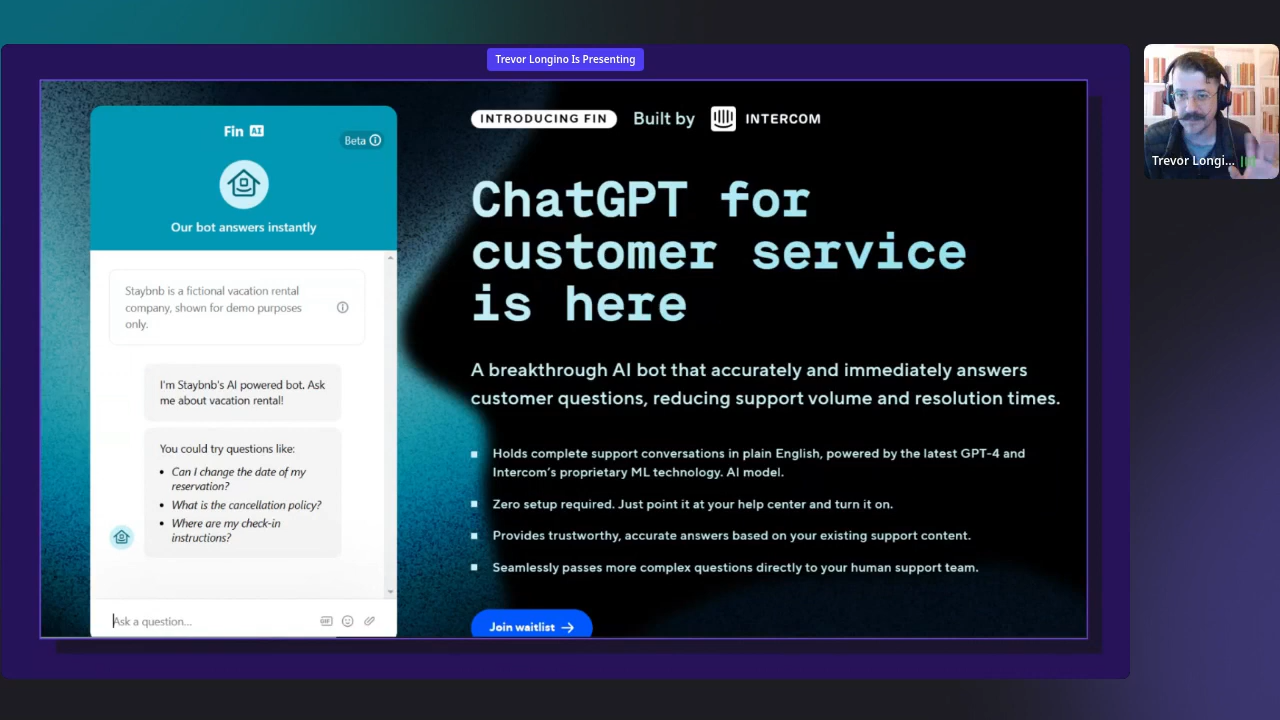 Trevor Longino Is Presenting
Fin AI
Beta
Our bot answers instantly
Staybnb is a fictional vacation rental
company, shown for demo purposes
only.
I'm Staybnb's AI powered bot. Ask
me about vacation rental!
You could try questions like:
Can I change the date of my
reservation?
What is the cancellation policy?
Where are my check-in
instructions?
Ask a question...
GIF
INTRODUCING FIN Built by INTERCOM
ChatGPT for
customer service
is here
A breakthrough AI bot that accurately and immediately answers
customer questions, reducing support volume and resolution times.
Holds complete support conversations in plain English, powered by the latest GPT-4 and
Intercom's proprietary ML technology. AI model.
Zero setup required. Just point it at your help center and turn it on.
Provides trustworthy, accurate answers based on your existing support content.
Seamlessly passes more complex questions directly to your human support team.
Join waitlist →
Trevor Longi...